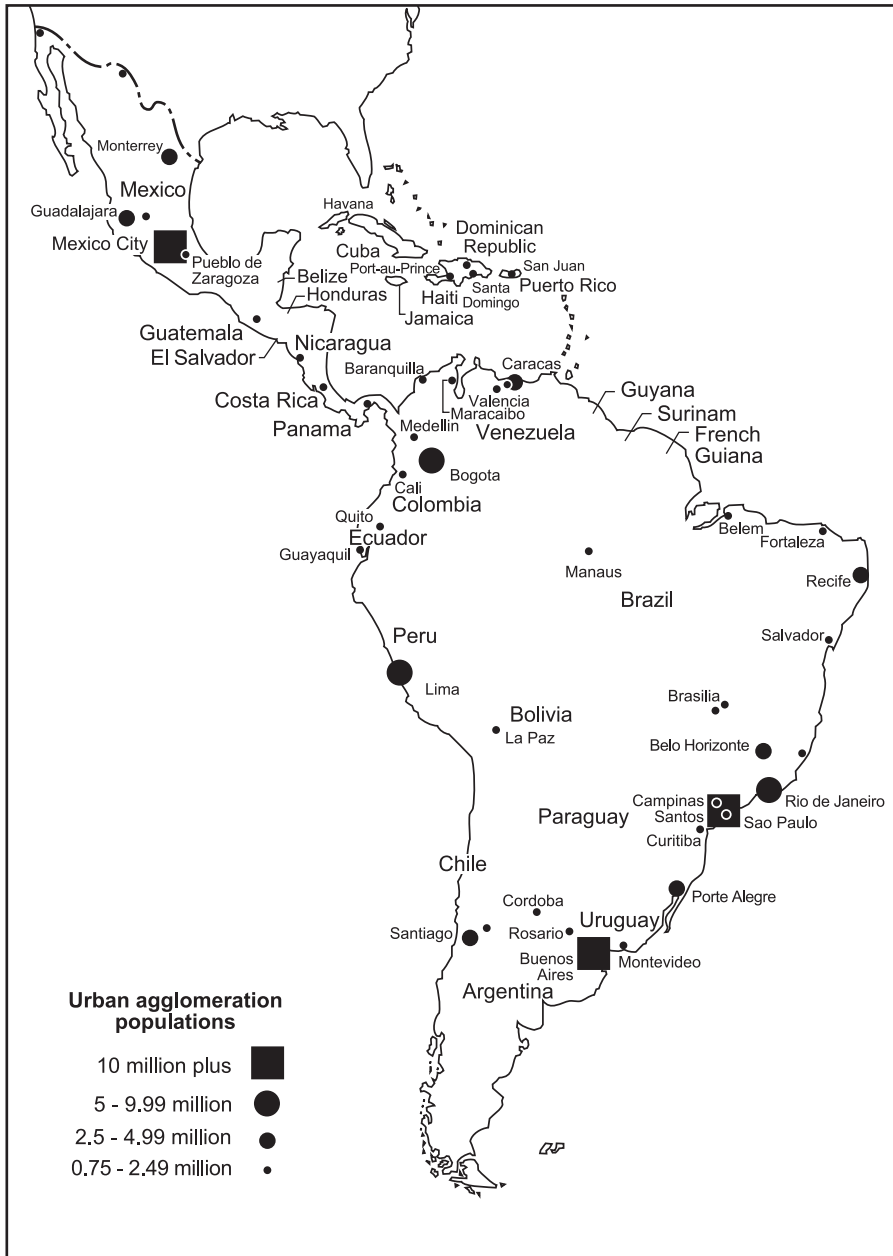 Monterrey
Mexico
Guadalajara
Mexico City
Pueblo de
Zaragoza
Havana
Cuba
Dominican
Republic
Port-au-Prince
Haiti
Santa
Domingo
San Juan
Puerto Rico
Jamaica
Belize
Honduras
Guatemala
El Salvador
Nicaragua
Costa Rica
Panama
Baranquilla
Maracaibo
Valencia
Caracas
Venezuela
Guyana
Surinam
French
Guiana
Medellin
Bogota
Cali
Colombia
Quito
Ecuador
Guayaquil
Belem
Fortaleza
Manaus
Recife
Brazil
Salvador
Peru
Lima
Brasilia
Bolivia
La Paz
Belo Horizonte
Rio de Janeiro
Campinas
Santos
Sao Paulo
Paraguay
Curitiba
Chile
Porte Alegre
Cordoba
Uruguay
Santiago
Rosario
Buenos
Aires
Montevideo
Argentina
Urban agglomeration
populations
10 million plus
5 - 9.99 million
2.5 - 4.99 million
0.75 - 2.49 million